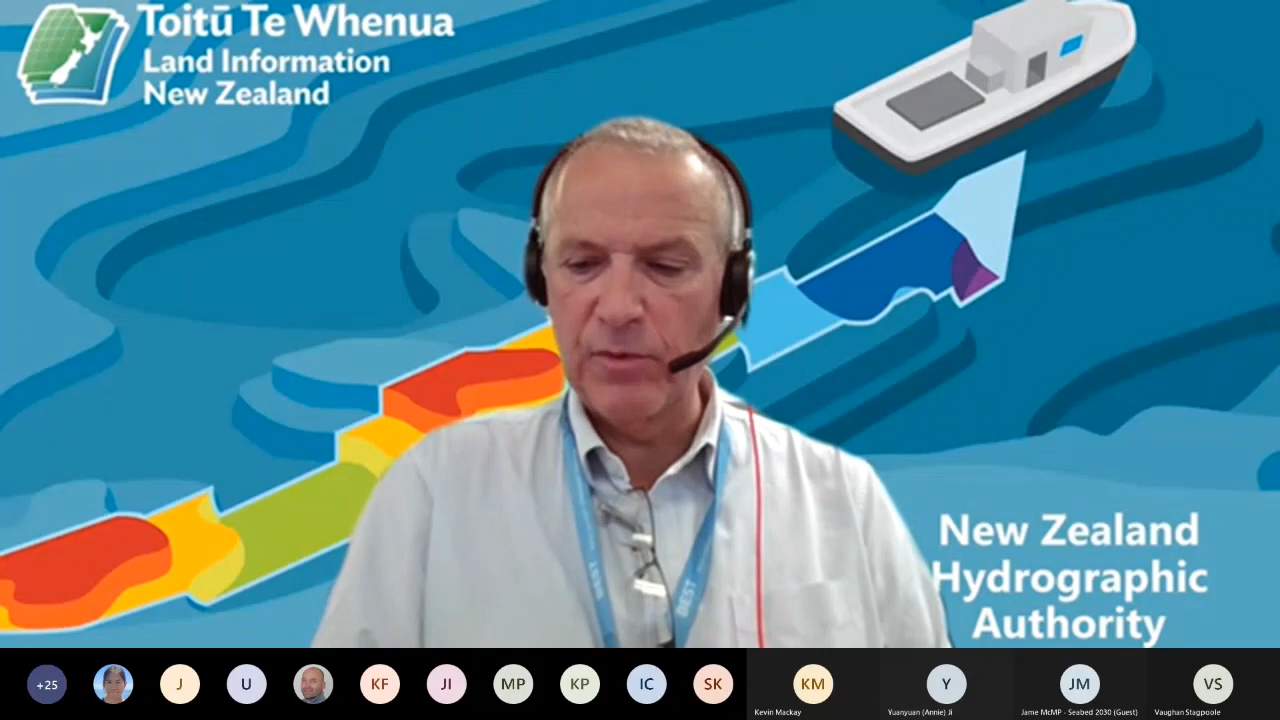 Toitū Te Whenua
Land Information
New Zealand
New Zealand
Hydrographic
Authority
BEST
+25
J
U
KF
JI
MP
KP
IC
SK
KM
Y
JM
VS
Kevin Mackay
Yuanyuan (Annie) Ji
Jame McMP - Seabed 2030 (Guest)
Vaughan Stagpoole